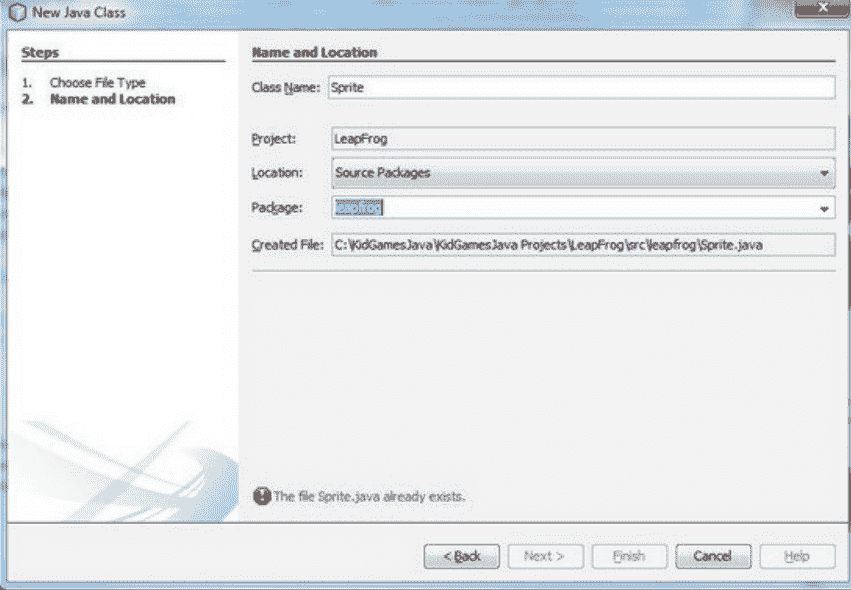 New Java Class
Steps
1. Choose File Type
2. Name and Location
Name and Location
Class Name: Sprite
Project: LeapFrog
Location: Source Packages
Package: leapfrog
Created File: C:\KidGamesJava\KidGamesJava Projects\LeapFrog\src\leapfrog\Sprite.java
The file Sprite.java already exists.
< Back Next > Finish Cancel Help